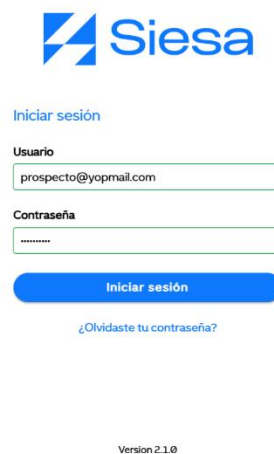 Siesa
Iniciar sesión
Usuario
prospecto@yopmail.com
Contraseña
••••••••••
Iniciar sesión
¿Olvidaste tu contraseña?
Version 2.1.0